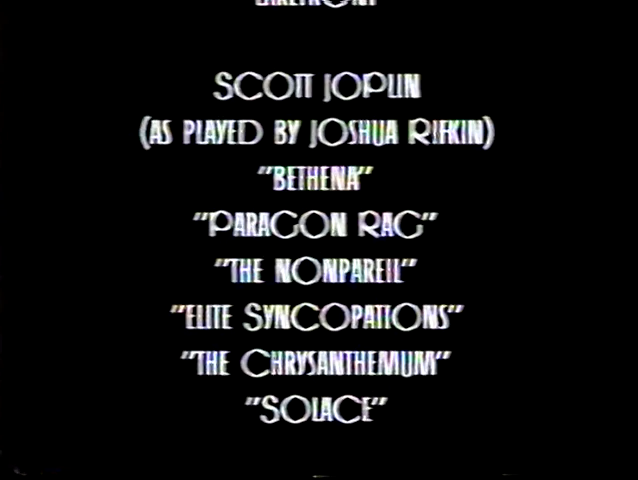 SCOTT JOPLIN
(AS PLAYED BY JOSHUA RIFKIN)
"BETHENA"
"PARAGON RAG"
"THE NONPAREIL"
"ELITE SYNCOPATIONS"
"THE CHRYSANTHEMUM"
"SOLACE"